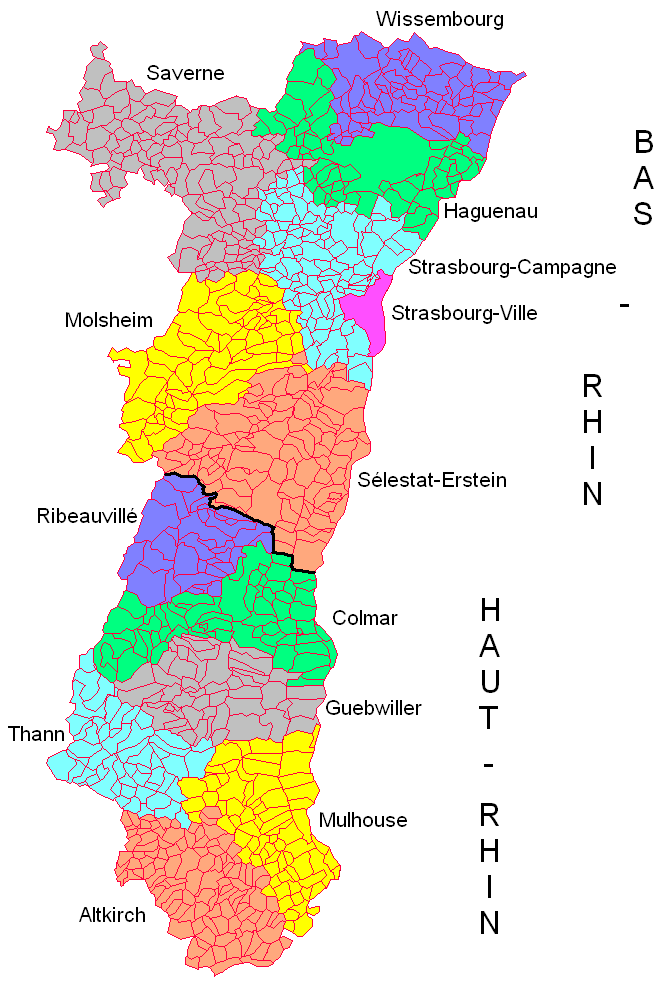 Wissembourg
Saverne
Haguenau
Strasbourg-Campagne
Strasbourg-Ville
Molsheim
Sélestat-Erstein
Ribeauvillé
Colmar
Guebwiller
Thann
Mulhouse
Altkirch
B
A
S
-
R
H
I
N
H
A
U
T
-
R
H
I
N